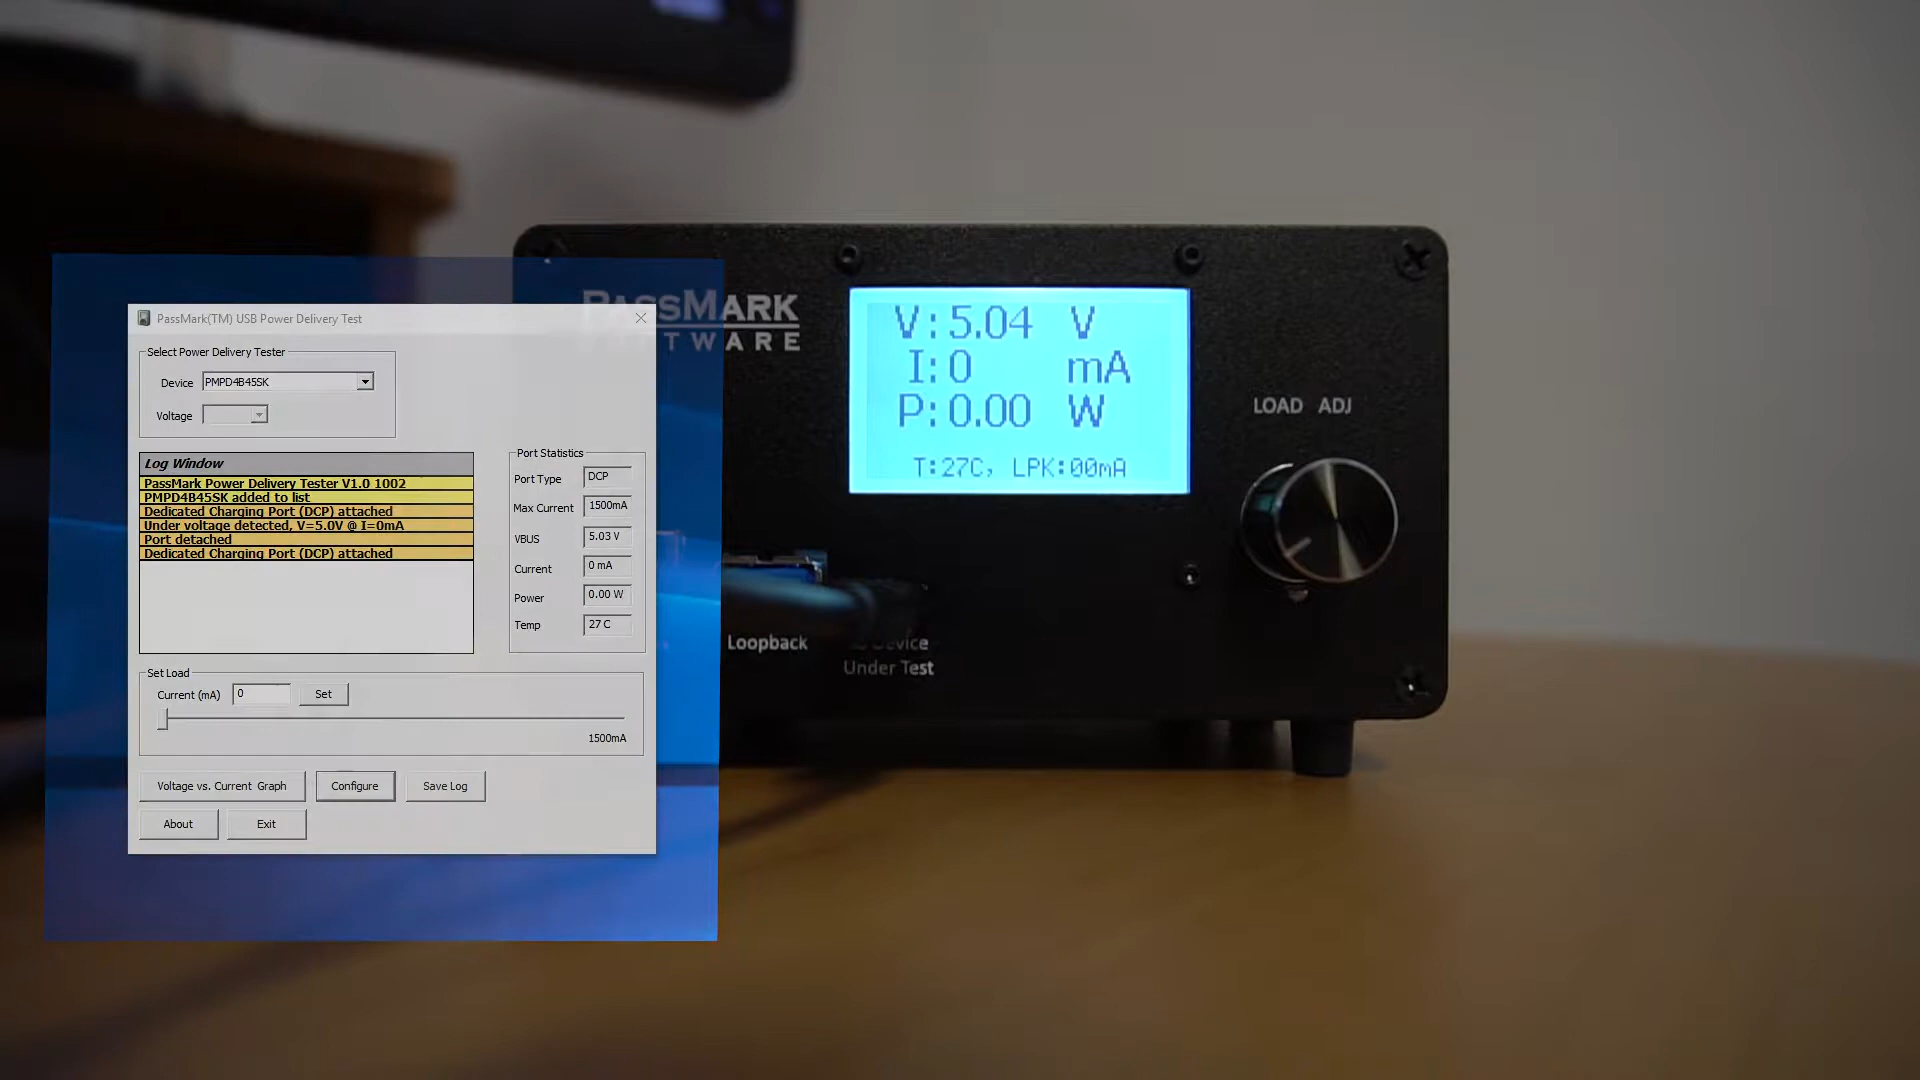 PassMark(TM) USB Power Delivery Test
Select Power Delivery Tester
Device PMPD4B45SK
Voltage
Log Window
PassMark Power Delivery Tester V1.0 1002
PMPD4B45SK added to list
Dedicated Charging Port (DCP) attached
Under voltage detected, V=5.0V @ I=0mA
Port detached
Dedicated Charging Port (DCP) attached
Port Statistics
Port Type DCP
Max Current 1500mA
VBUS 5.03 V
Current 0 mA
Power 0.00 W
Temp 27 C
Set Load
Current (mA) 0 Set
1500mA
Voltage vs. Current Graph Configure Save Log
About Exit
PASSMARK
V:5.04 V
I:0 mA
P:0.00 W
T:27C, LPK:00mA
LOAD ADJ
Loopback
Device
Under Test